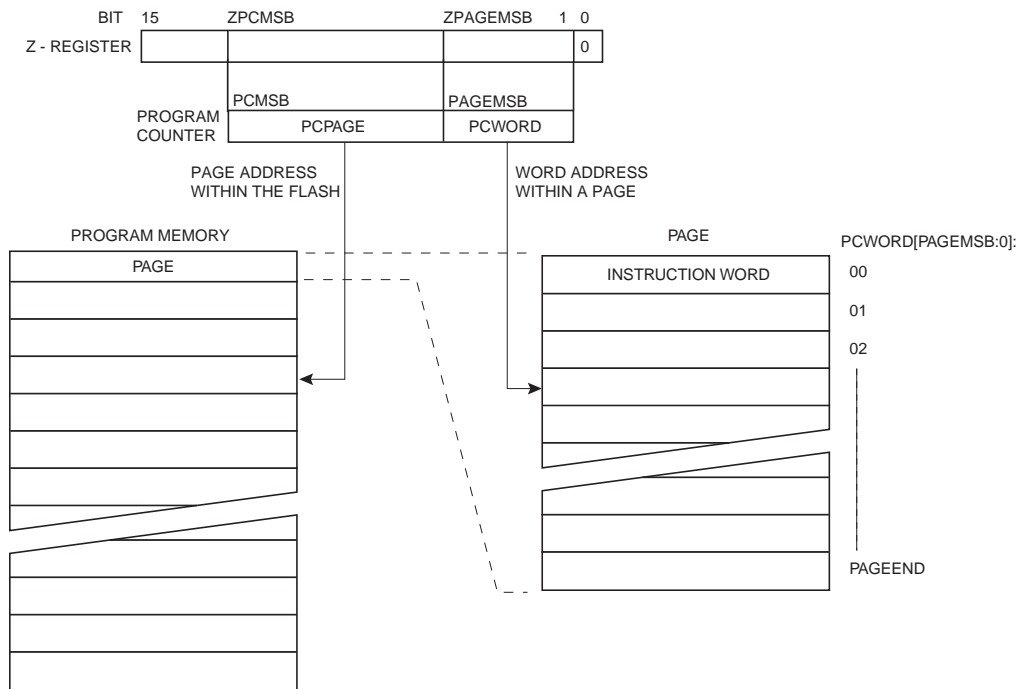 BIT 15 ZPCMSB ZPAGEMSB 1 0
Z - REGISTER 0
PCMSB PAGEMSB
PROGRAM
COUNTER
PCPAGE PCWORD
PAGE ADDRESS
WITHIN THE FLASH
WORD ADDRESS
WITHIN A PAGE
PROGRAM MEMORY
PAGE
PAGE
PCWORD[PAGEMSB:0]:
INSTRUCTION WORD 00
01
02
PAGEEND